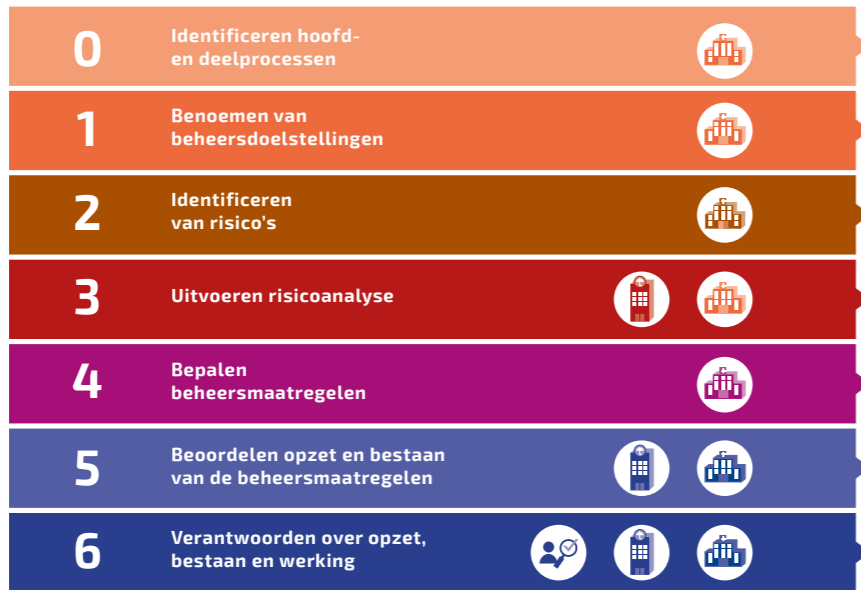 0
Identificeren hoofd-
en deelprocessen
1
Benoemen van
beheersdoelstellingen
2
Identificeren
van risico's
3
Uitvoeren risicoanalyse
4
Bepalen
beheersmaatregelen
5
Beoordelen opzet en bestaan
van de beheersmaatregelen
6
Verantwoorden over opzet,
bestaan en werking